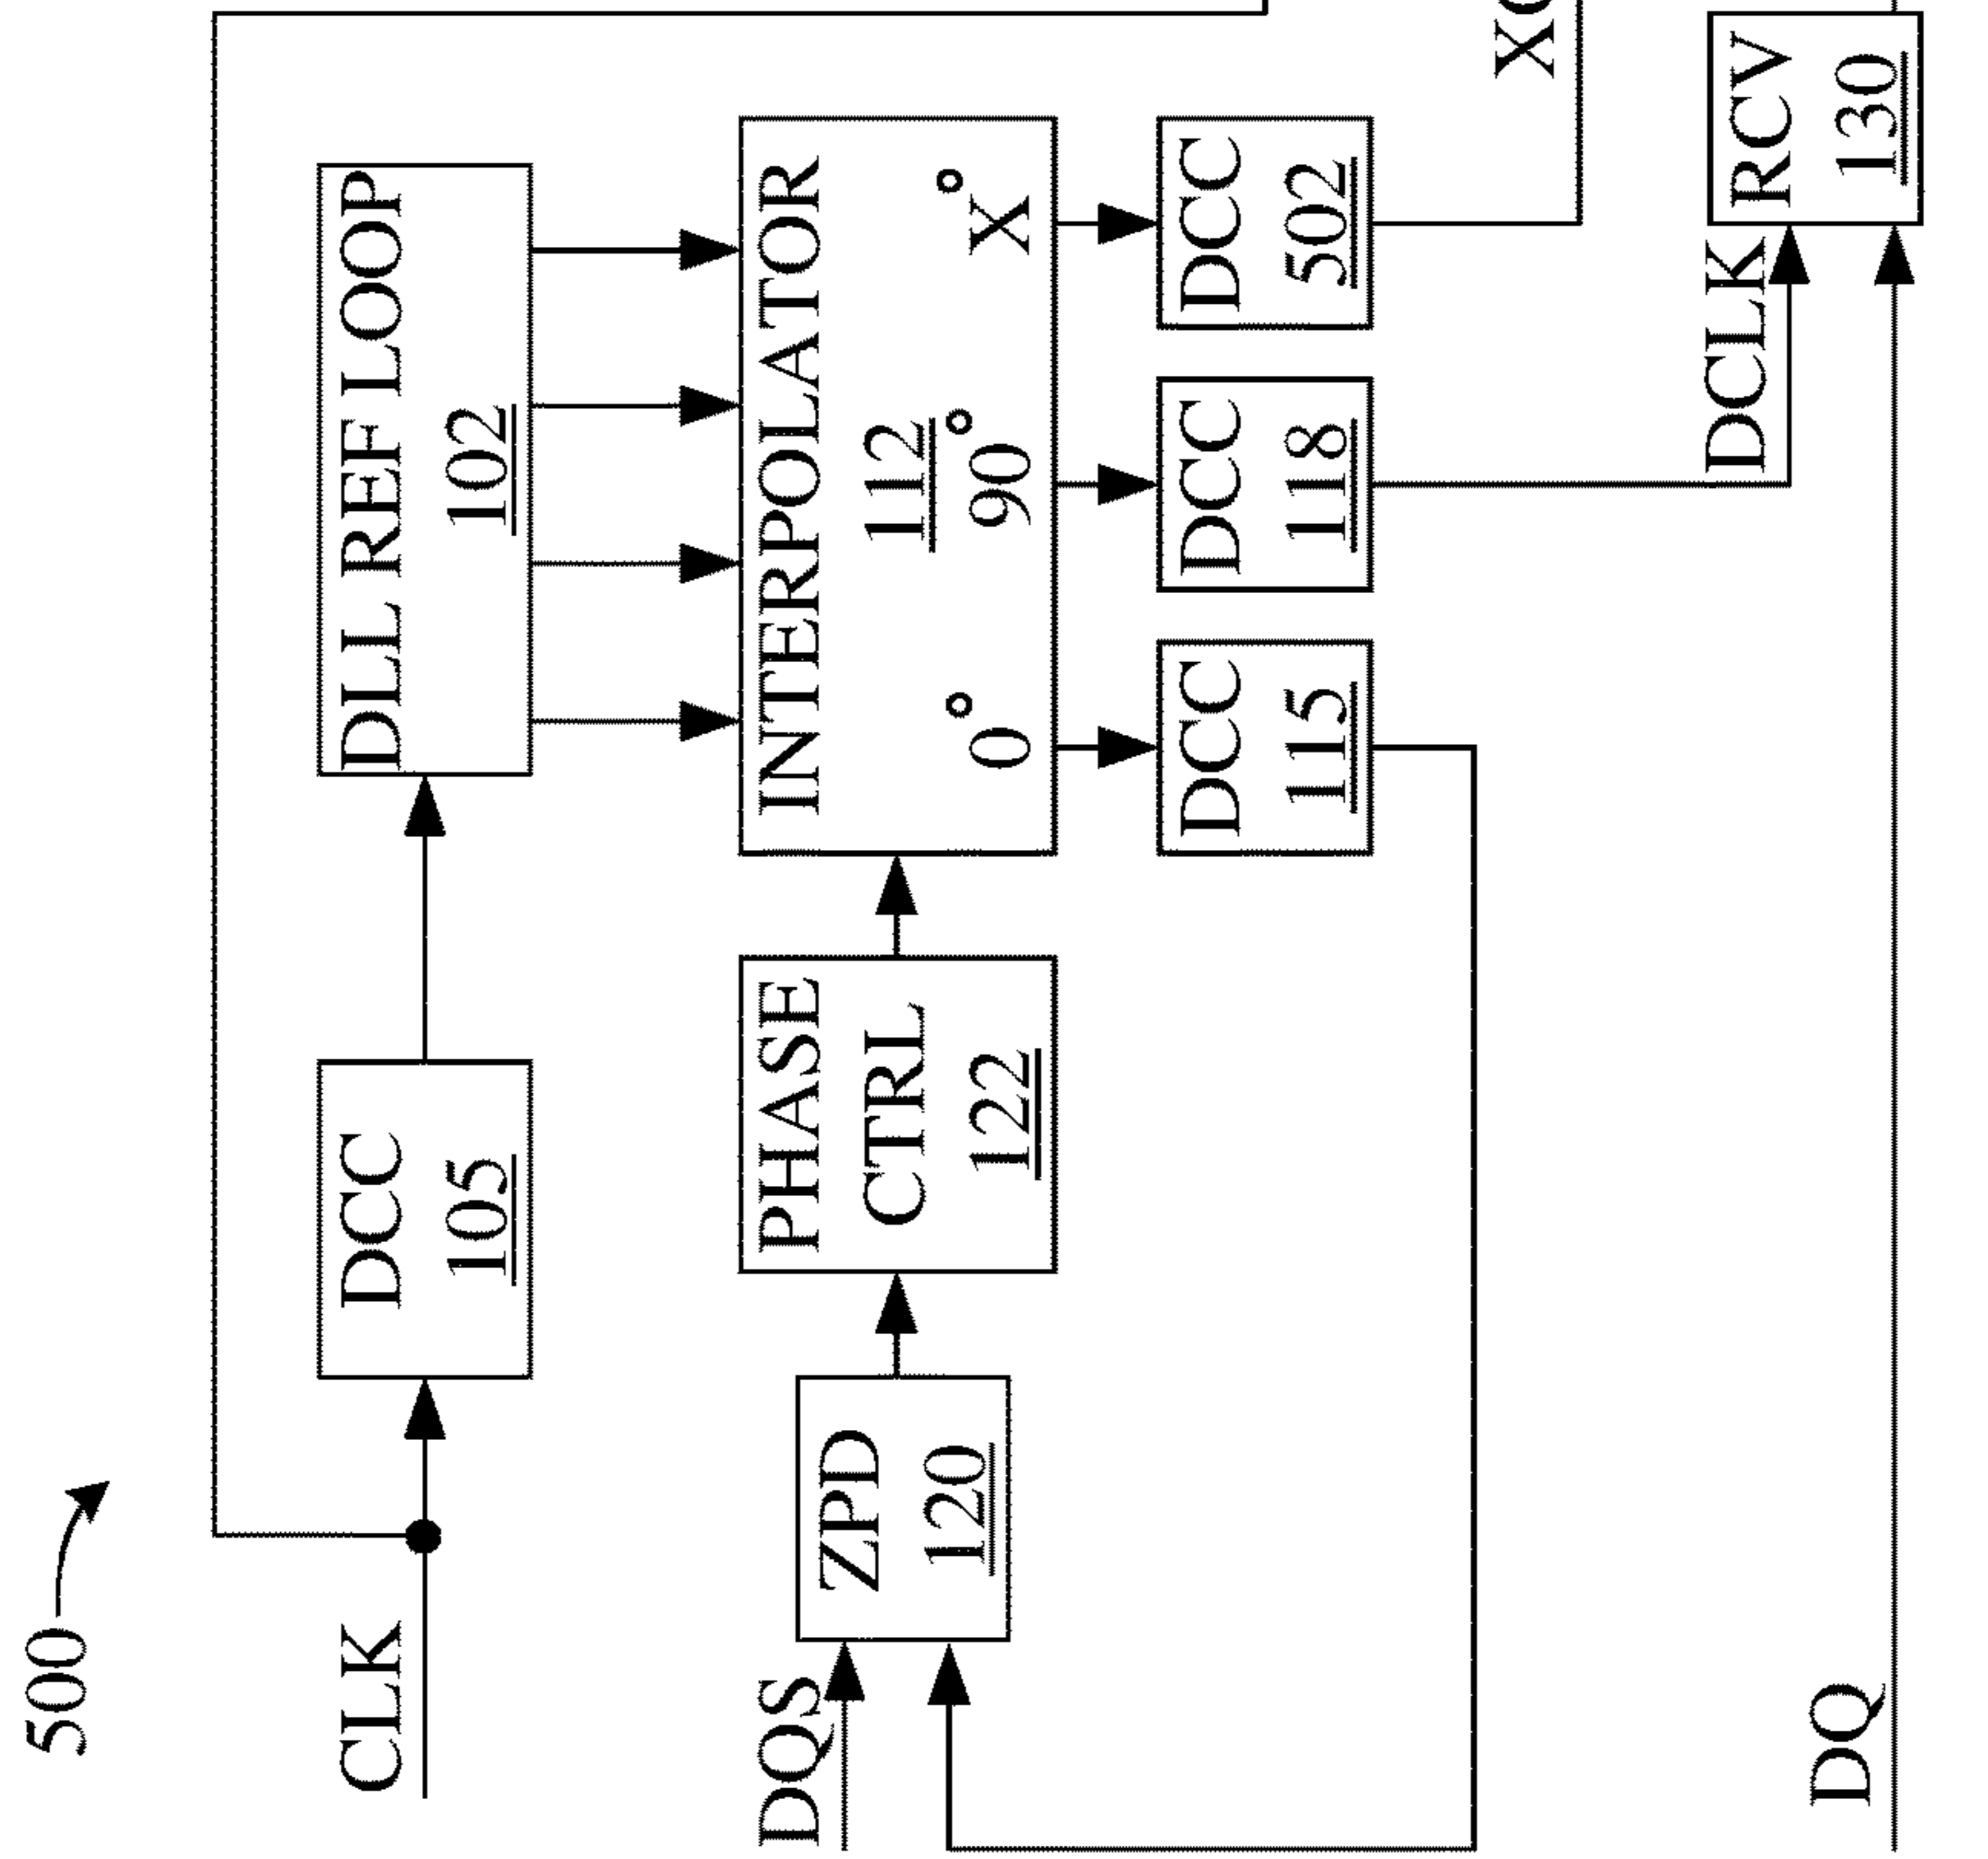 500
CLK
DCC
105
DLL REF LOOP
102
DQS
ZPD
120
PHASE
CTRL
122
INTERPOLATOR
112
0° 90° X°
DCC
115
DCC
118
DCC
502
DCLK
DQ
RCV
130